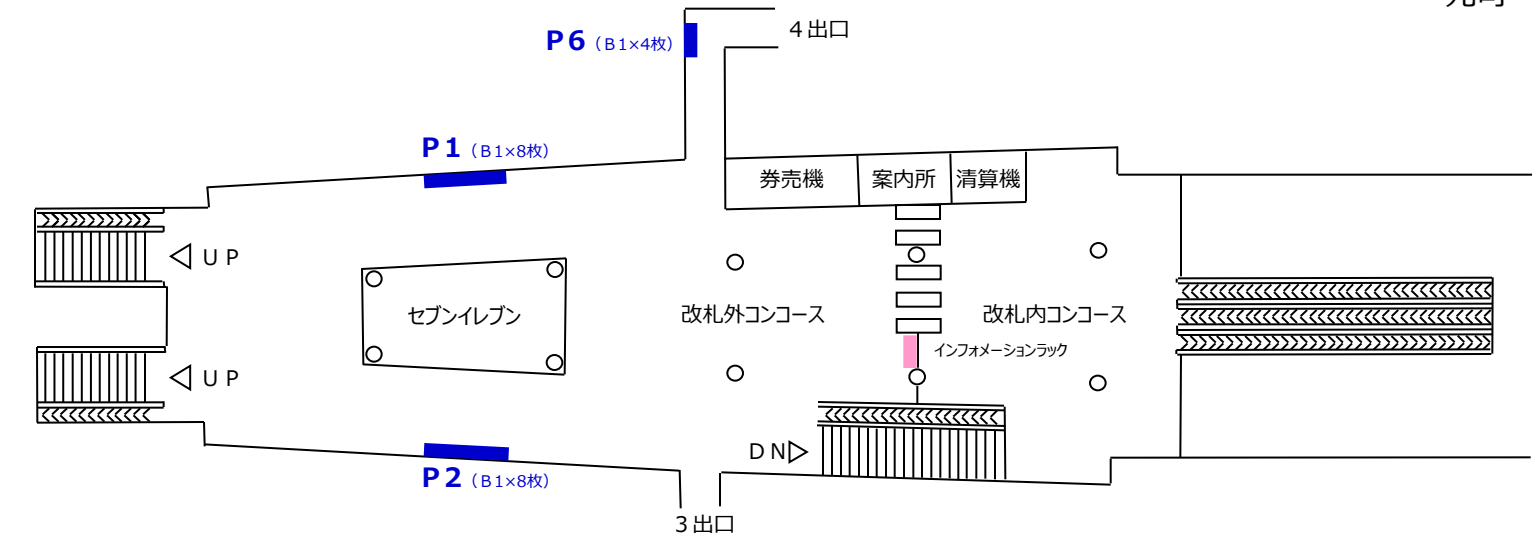 ４出口
P6（B1×4枚）
P1（B1×8枚）
券売機
案内所
清算機
UP
セブンイレブン
改札外コンコース
改札内コンコース
インフォメーションラック
UP
DN
P2（B1×8枚）
３出口